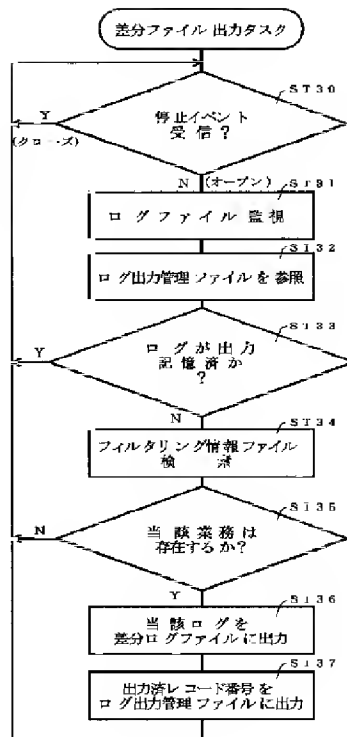 差分ファイル出力タスク
ST30
停止イベント
受信？
Y
(クローズ)
N
(オープン)
ST31
ログファイル監視
ST32
ログ出力管理ファイルを参照
ST33
ログが出力
記憶済か
？
Y
N
ST34
フィルタリング情報ファイル
検索
ST35
当該業務は
存在するか？
N
Y
ST36
当該ログを
差分ログファイルに出力
ST37
出力済レコード番号を
ログ出力管理ファイルに出力